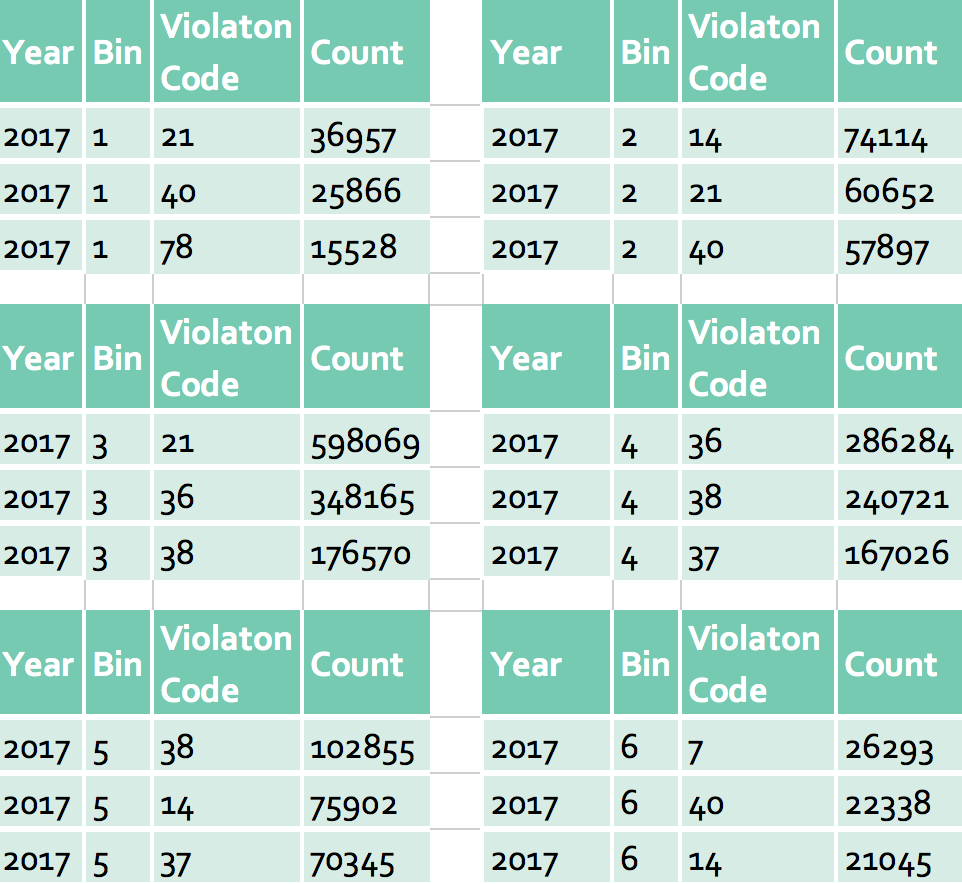 Year Bin Violaton Code Count Year Bin Violaton Code Count
2017 1 21 36957 2017 2 14 74114
2017 1 40 25866 2017 2 21 60652
2017 1 78 15528 2017 2 40 57897
Year Bin Violaton Code Count Year Bin Violaton Code Count
2017 3 21 598069 2017 4 36 286284
2017 3 36 348165 2017 4 38 240721
2017 3 38 176570 2017 4 37 167026
Year Bin Violaton Code Count Year Bin Violaton Code Count
2017 5 38 102855 2017 6 7 26293
2017 5 14 75902 2017 6 40 22338
2017 5 37 70345 2017 6 14 21045